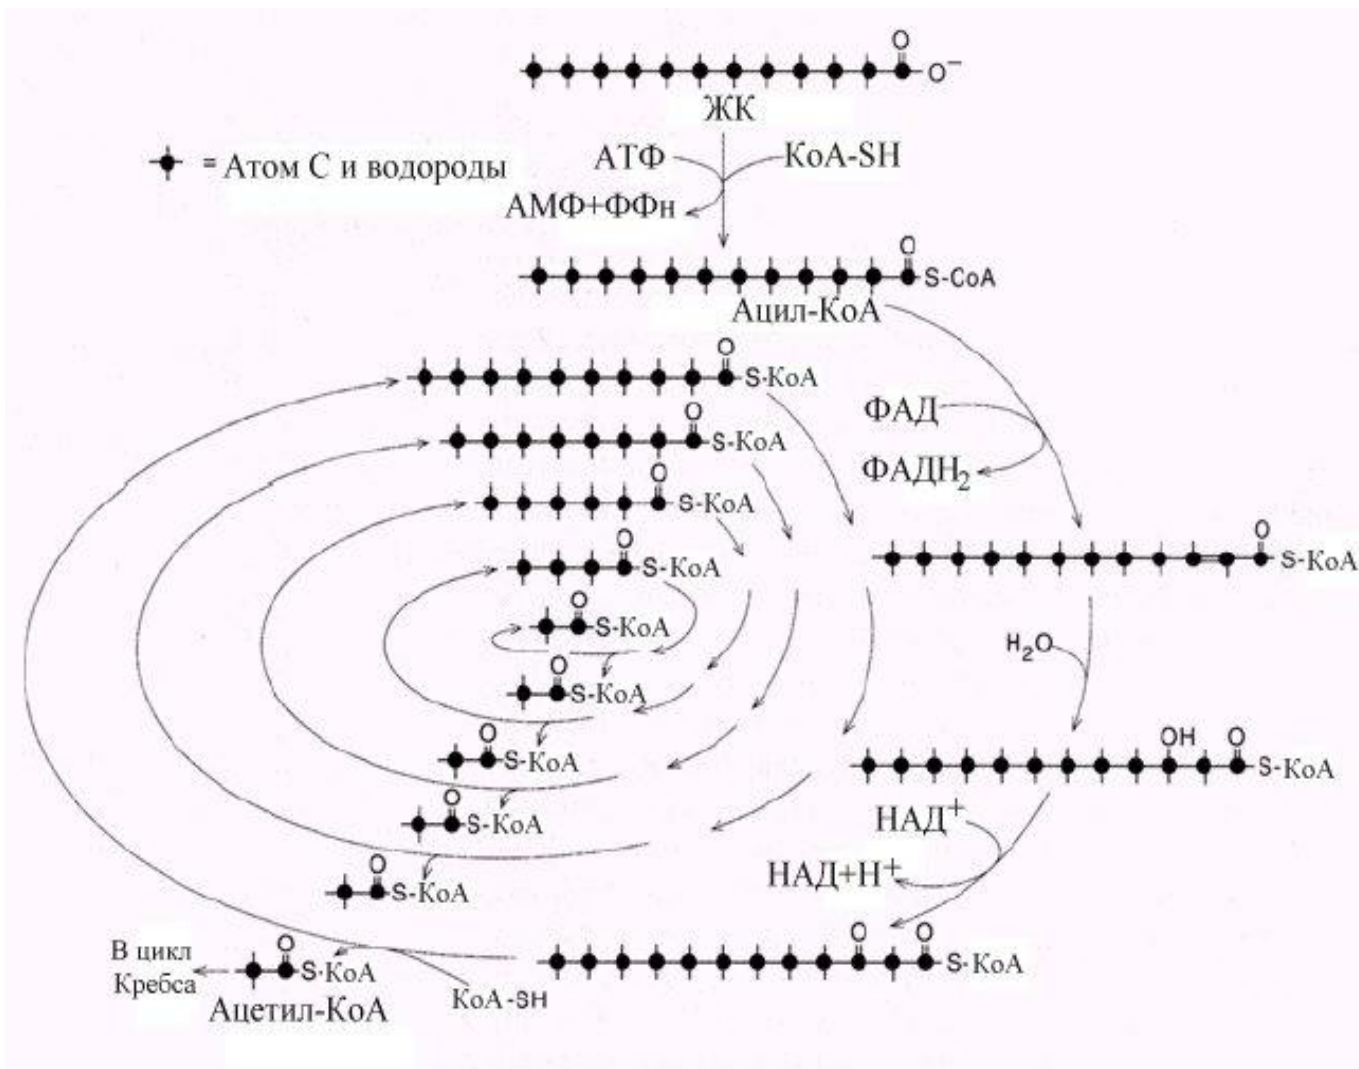 O
O⁻
ЖК
= Атом С и водороды
АТФ
КоА-SH
АМФ+ФФн
O
S-CoA
Ацил-КоА
O
S-КоА
ФАД
O
S-КоА
ФАДН₂
O
S-КоА
O
S-КоА
O
S-КоА
O
S-КоА
H₂O
O
S-КоА
OH
O
S-КоА
O
S-КоА
O
S-КоА
НАД⁺
НАД+Н⁺
O
S-КоА
O
O
S-КоА
В цикл
Кребса
O
S-КоА
Ацетил-КоА
КоА-SH